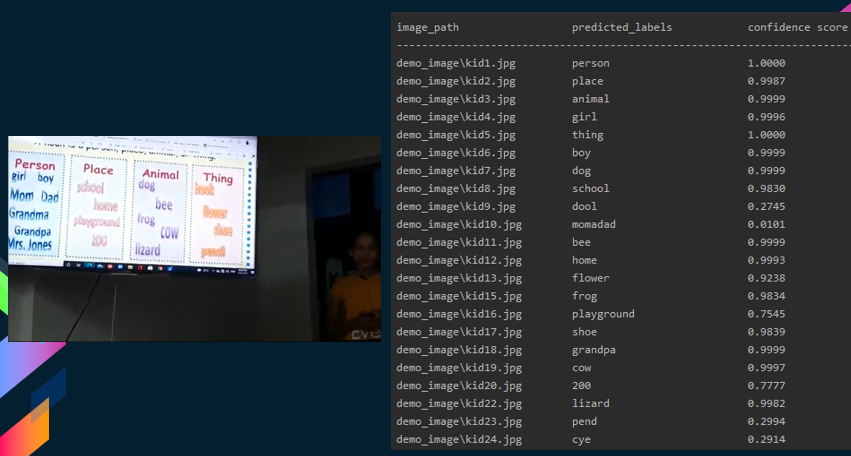 A noun is a person, place, animal, or thing.
Person
girl boy
Mom Dad
Grandma
Grandpa
Mrs. Jones
Place
school
home
playground
zoo
Animal
dog
bee
frog
cow
lizard
Thing
book
flower
shoe
pencil
image_path predicted_labels confidence score
demo_image\kid1.jpg person 1.0000
demo_image\kid2.jpg place 0.9987
demo_image\kid3.jpg animal 0.9999
demo_image\kid4.jpg girl 0.9996
demo_image\kid5.jpg thing 1.0000
demo_image\kid6.jpg boy 0.9999
demo_image\kid7.jpg dog 0.9999
demo_image\kid8.jpg school 0.9830
demo_image\kid9.jpg dool 0.2745
demo_image\kid10.jpg momadad 0.0101
demo_image\kid11.jpg bee 0.9999
demo_image\kid12.jpg home 0.9993
demo_image\kid13.jpg flower 0.9238
demo_image\kid15.jpg frog 0.9834
demo_image\kid16.jpg playground 0.7545
demo_image\kid17.jpg shoe 0.9839
demo_image\kid18.jpg grandpa 0.9999
demo_image\kid19.jpg cow 0.9997
demo_image\kid20.jpg 200 0.7777
demo_image\kid22.jpg lizard 0.9982
demo_image\kid23.jpg pend 0.2994
demo_image\kid24.jpg cye 0.2914